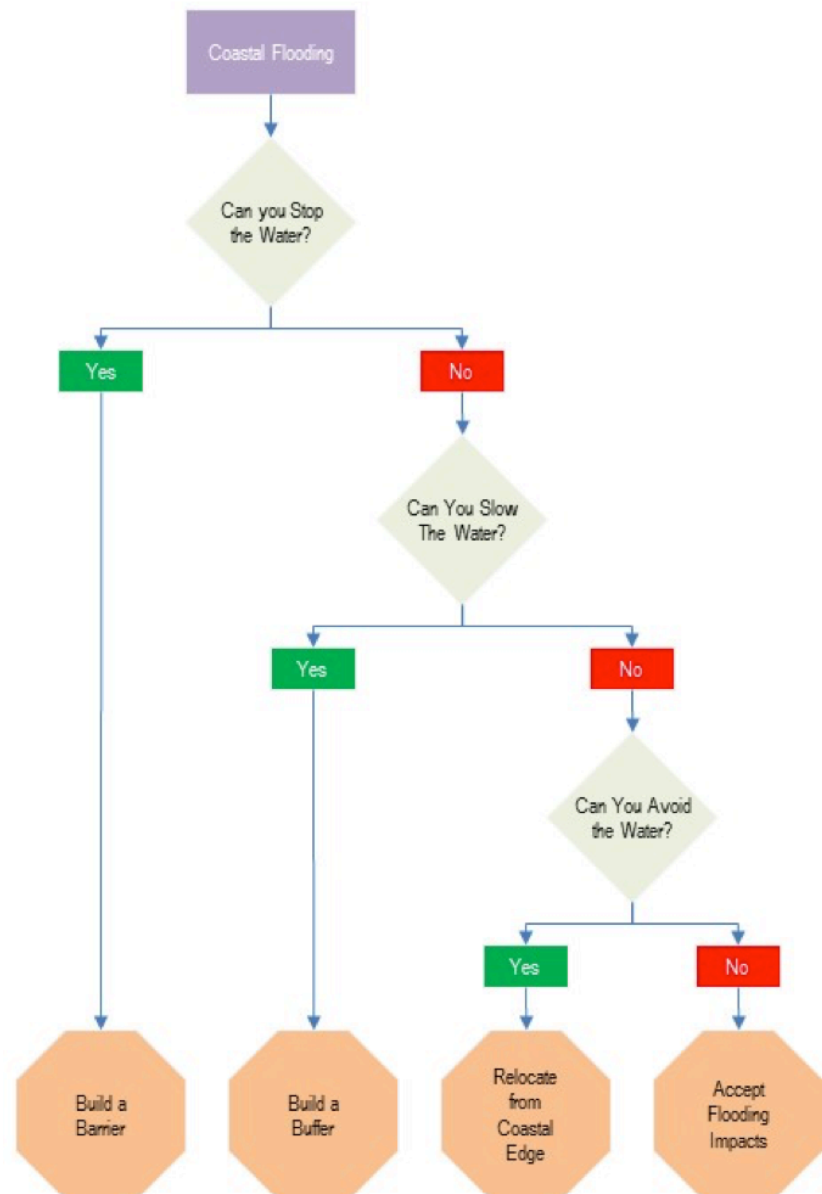 Coastal Flooding
Can you Stop
the Water?
Yes
No
Can You Slow
The Water?
Yes
No
Can You Avoid
the Water?
Yes
No
Build a
Barrier
Build a
Buffer
Relocate
from
Coastal
Edge
Accept
Flooding
Impacts